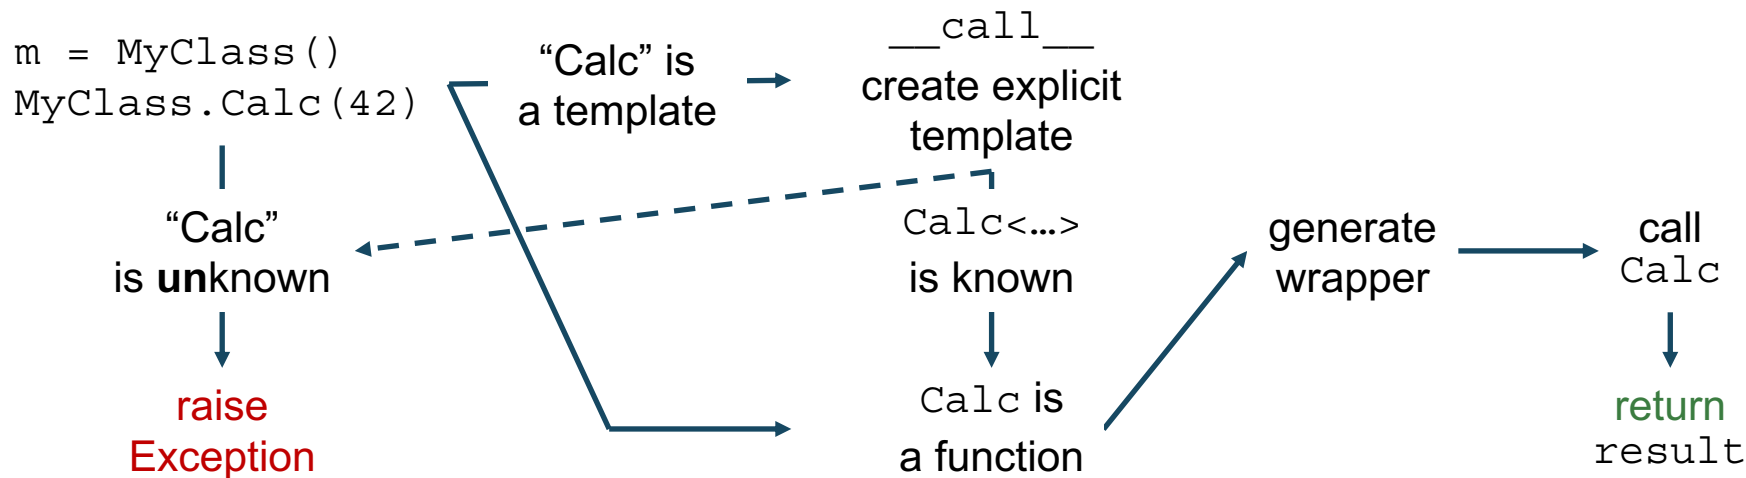 m = MyClass()
MyClass.Calc(42)
“Calc” is
a template
__call__
create explicit
template
“Calc”
is unknown
Calc<…>
is known
generate
wrapper
call
Calc
raise
Exception
Calc is
a function
return
result